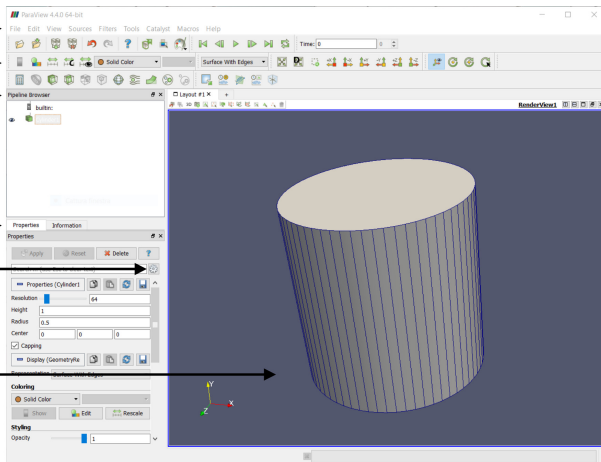 ParaView 4.4.0 64-bit
File Edit View Sources Filters Tools Catalyst Macros Help
Time: 0 0
Solid Color Surface With Edges
Pipeline Browser
builtin:
Layout #1
RenderView1
3D
Properties Information
Properties
Apply Reset Delete ?
Properties (Cylinder1
Resolution 64
Height 1
Radius 0.5
Center 0 0 0
Capping
Display (GeometryRe
Representation Surface With Edges
Coloring
Solid Color
Show Edit Rescale
Styling
Opacity 1
Y
Z X